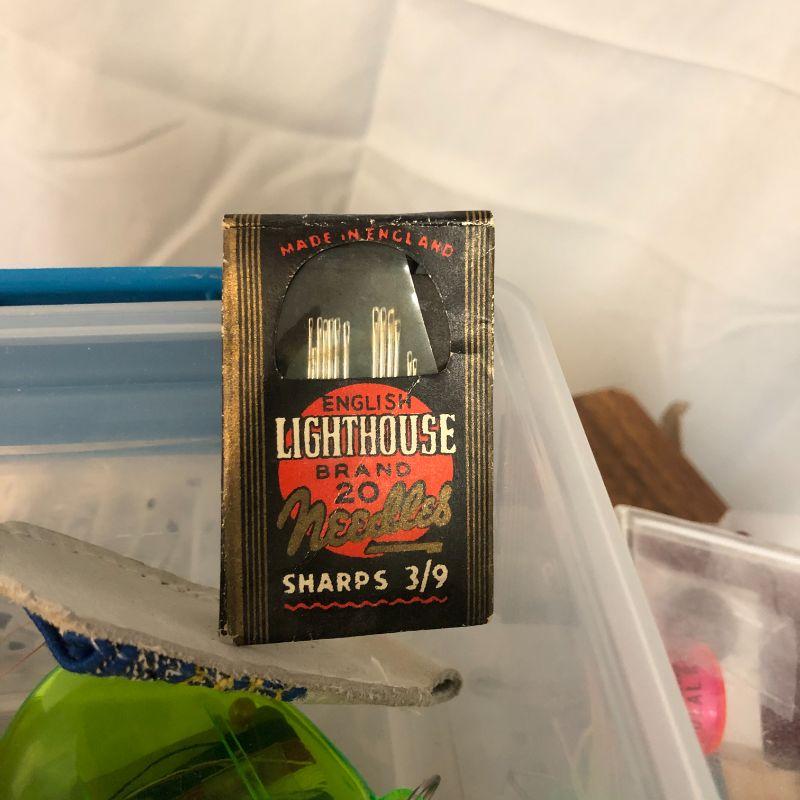 MADE IN ENGLAND
ENGLISH
LIGHTHOUSE
BRAND
20
Needles
SHARPS 3/9